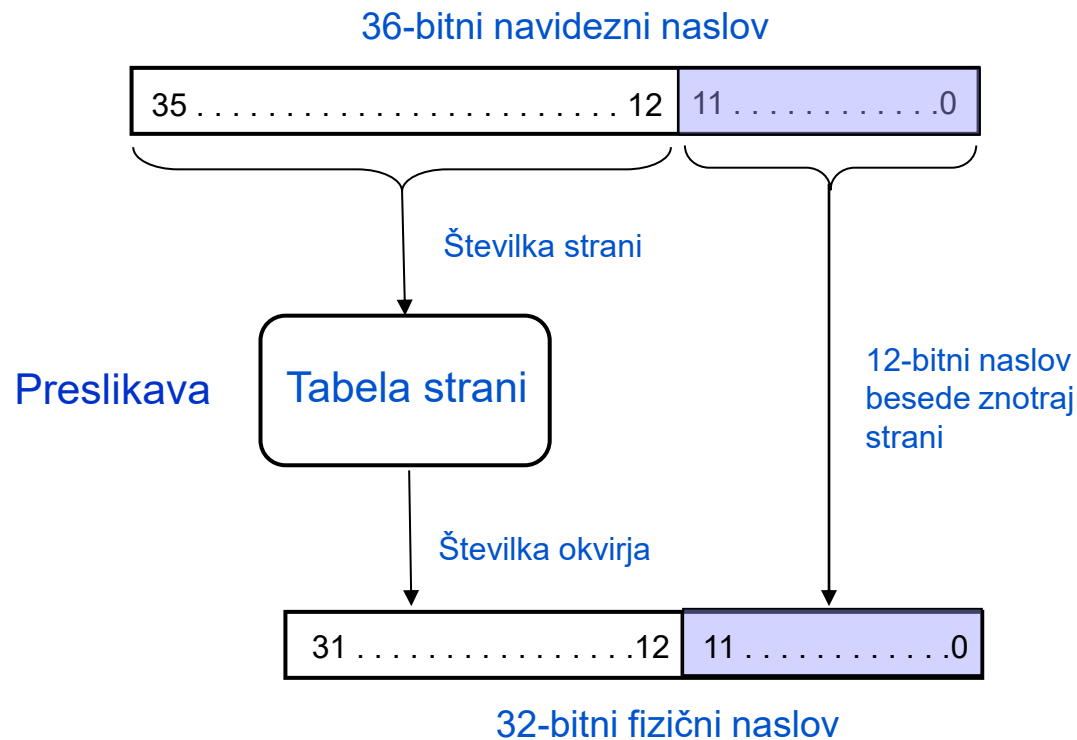 36-bitni navidezni naslov
35 . . . . . . . . . . . . . . . . . . . . . . . . 12 11 . . . . . . . . . . . .0
Številka strani
Preslikava
Tabela strani
12-bitni naslov
besede znotraj
strani
Številka okvirja
31 . . . . . . . . . . . . . . . .12 11 . . . . . . . . . . . .0
32-bitni fizični naslov